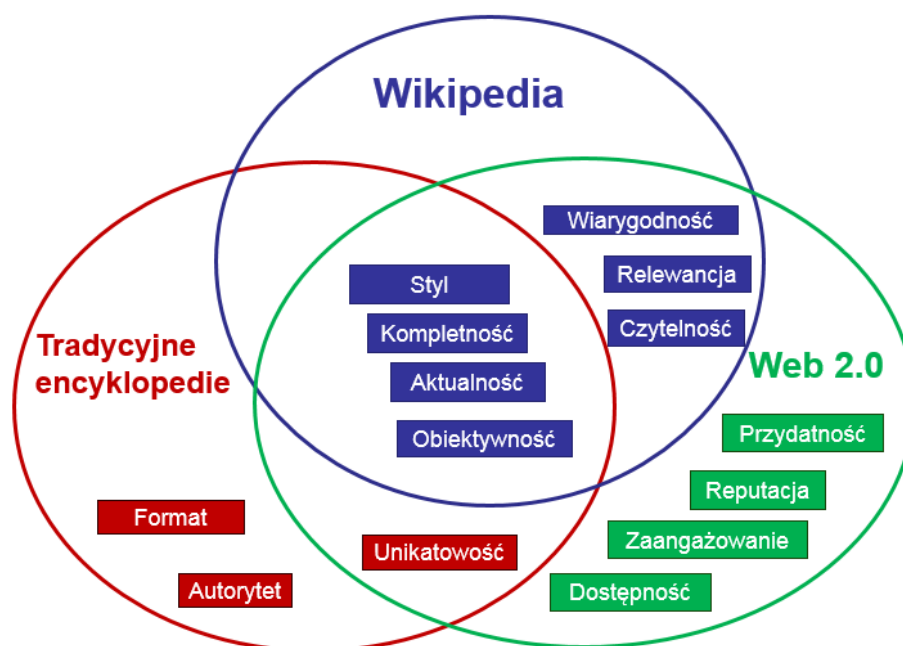 Wikipedia
Wiarygodność
Relewancja
Styl
Czytelność
Kompletność
Tradycyjne
encyklopedie
Web 2.0
Aktualność
Obiektywność
Przydatność
Reputacja
Format
Zaangażowanie
Unikatowość
Autorytet
Dostępność